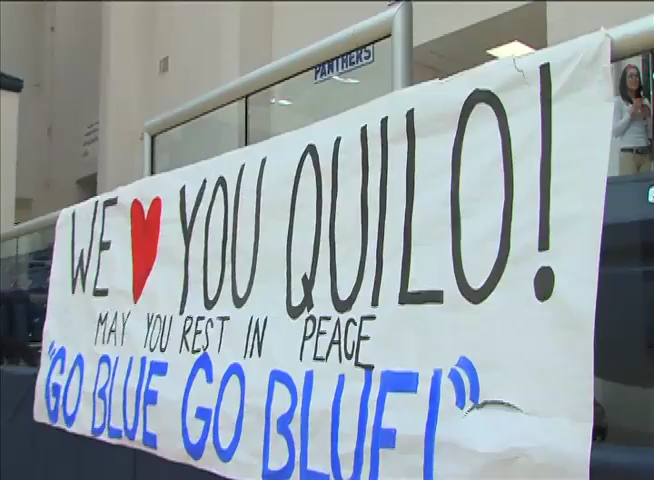 PANTHERS
WE ❤ YOU QUILO!
MAY YOU REST IN PEACE
"GO BLUE GO BLUE!"